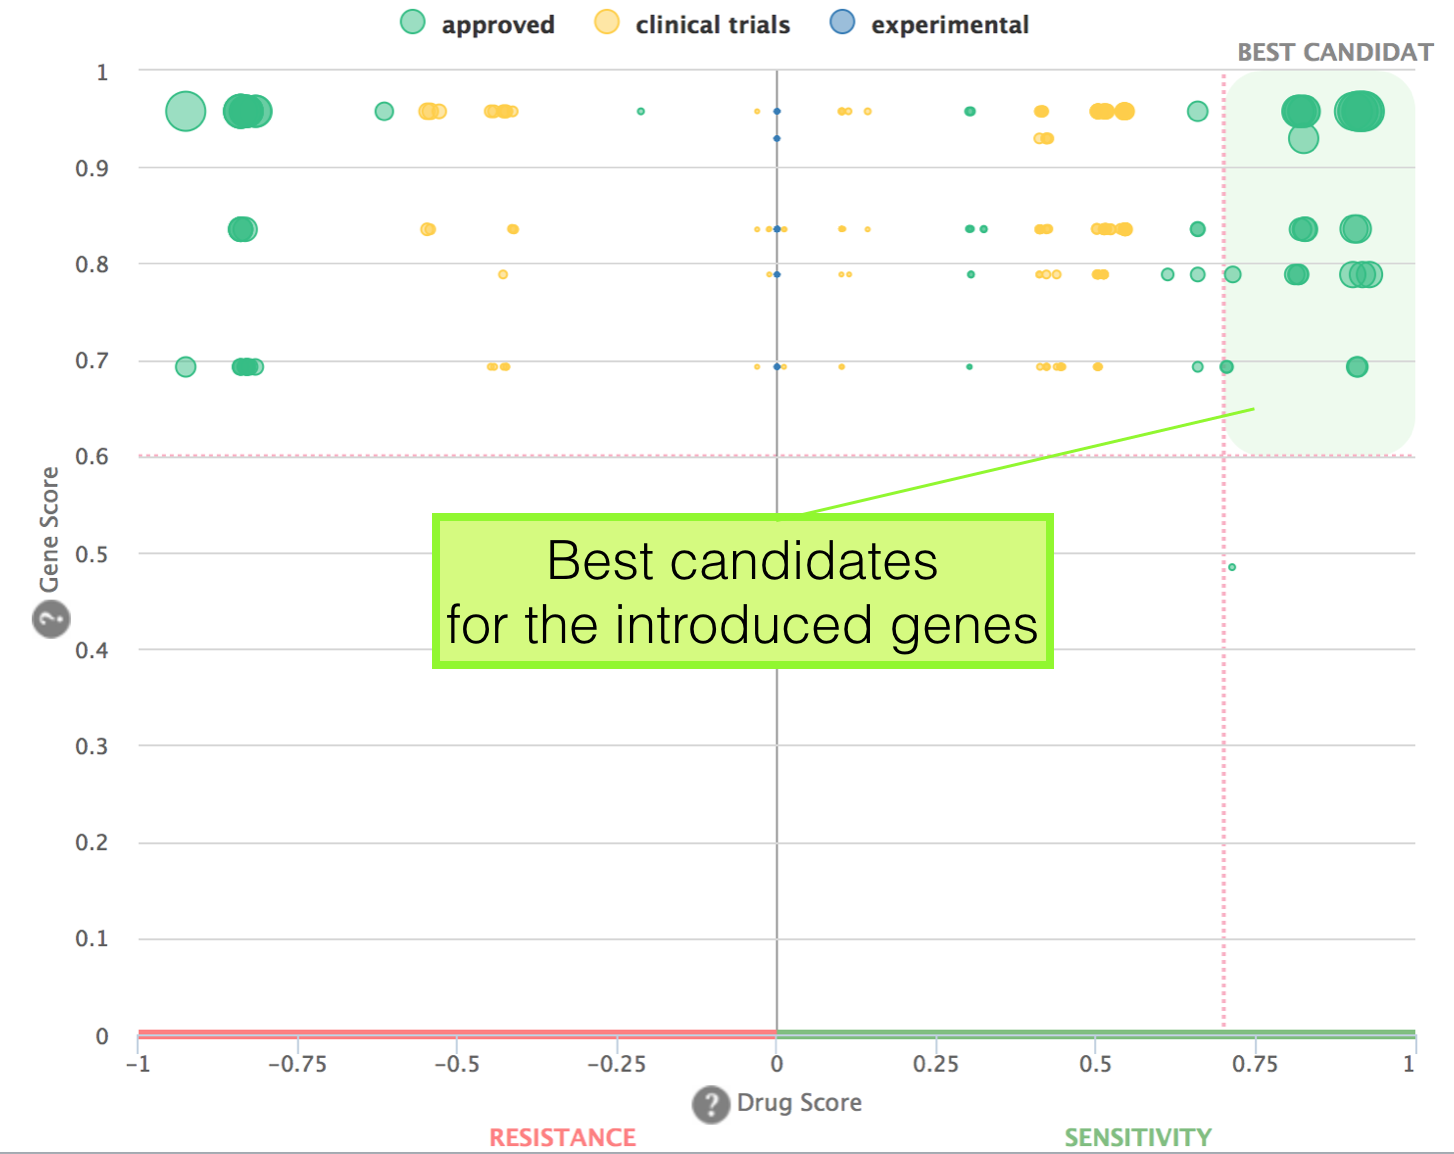 approved clinical trials experimental
BEST CANDIDAT
1
0.9
0.8
0.7
0.6
0.5
0.4
0.3
0.2
0.1
0
? Gene Score
Best candidates
for the introduced genes
-1 -0.75 -0.5 -0.25 0 0.25 0.5 0.75 1
? Drug Score
RESISTANCE SENSITIVITY